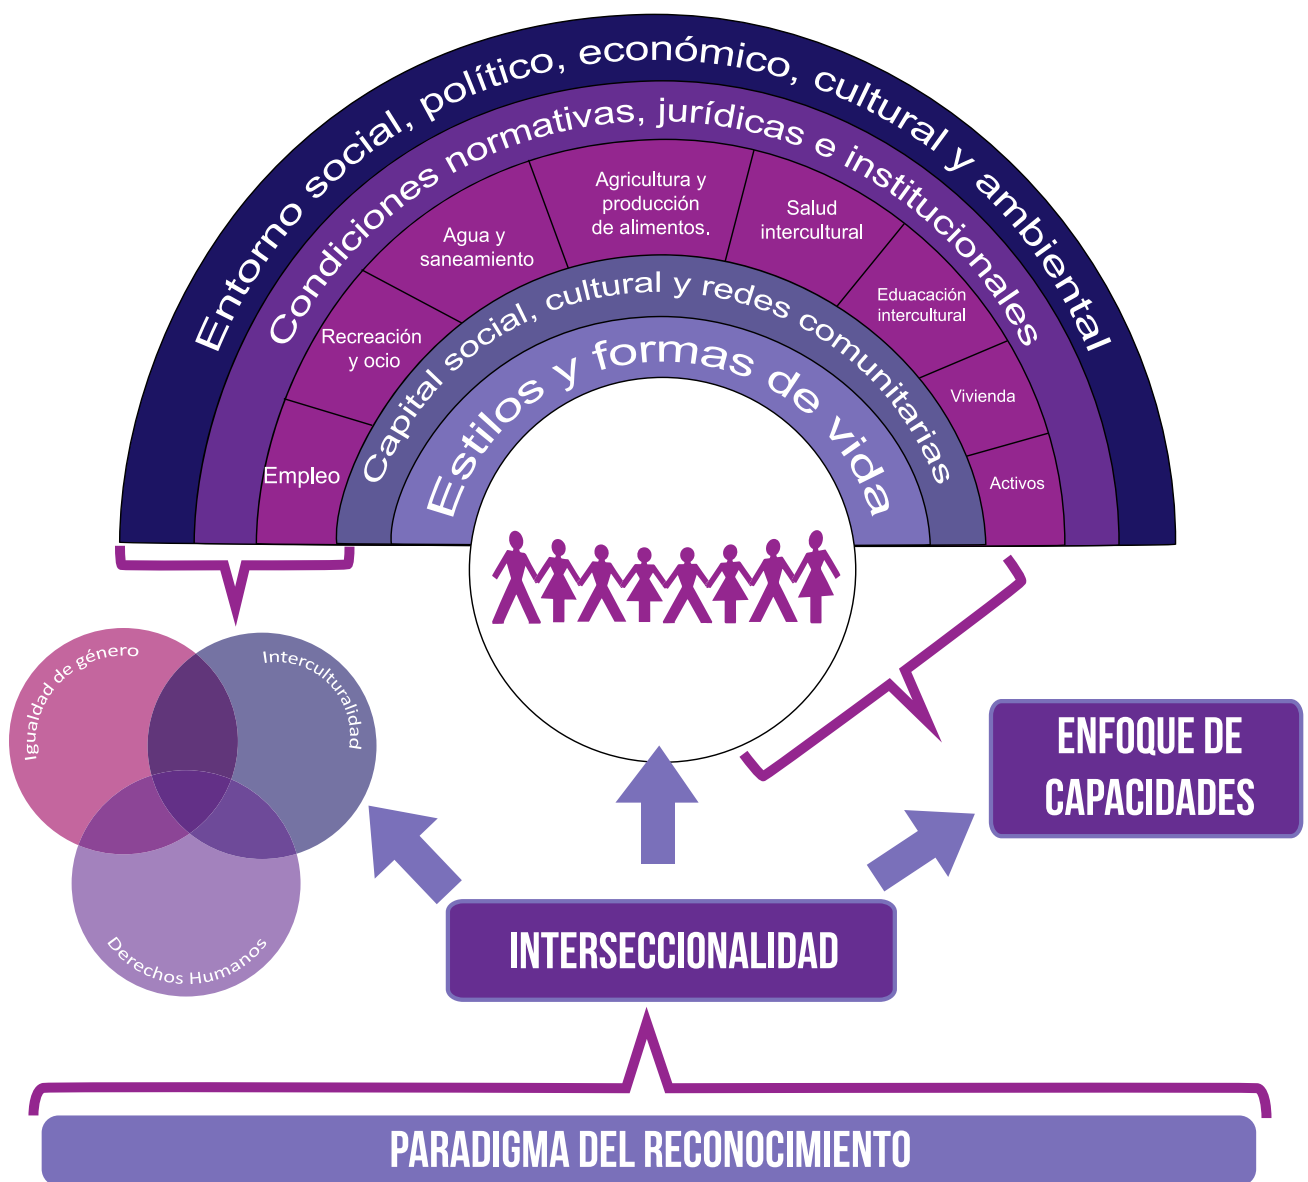 Entorno social, político, económico, cultural y ambiental
Condiciones normativas, jurídicas e institucionales
Empleo
Recreación
y ocio
Agua y
saneamiento
Agricultura y
producción
de alimentos.
Salud
intercultural
Eduacación
intercultural
Vivienda
Activos
Capital social, cultural y redes comunitarias
Estilos y formas de vida
Igualdad de género
Interculturalidad
Derechos Humanos
ENFOQUE DE
CAPACIDADES
INTERSECCIONALIDAD
PARADIGMA DEL RECONOCIMIENTO